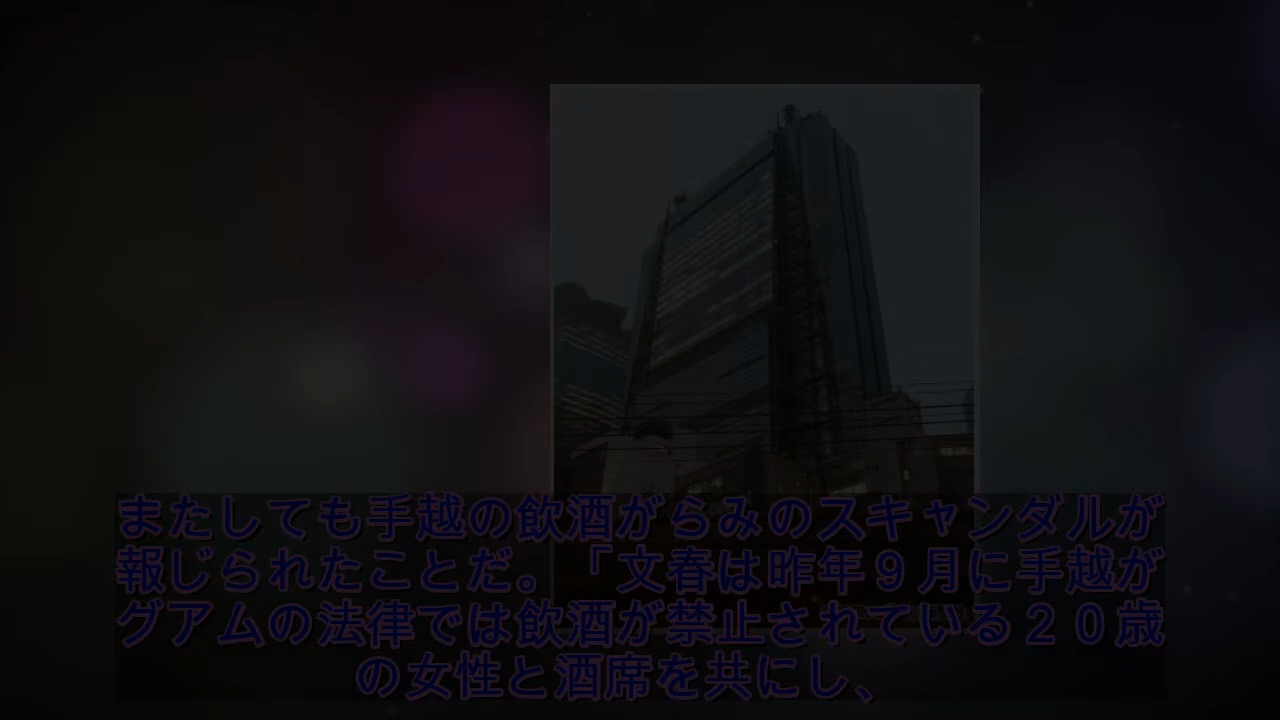 またしても手越の飲酒がらみのスキャンダルが
報じられたことだ。「文春は昨年９月に手越が
グアムの法律では飲酒が禁止されている２０歳
の女性と酒席を共にし、